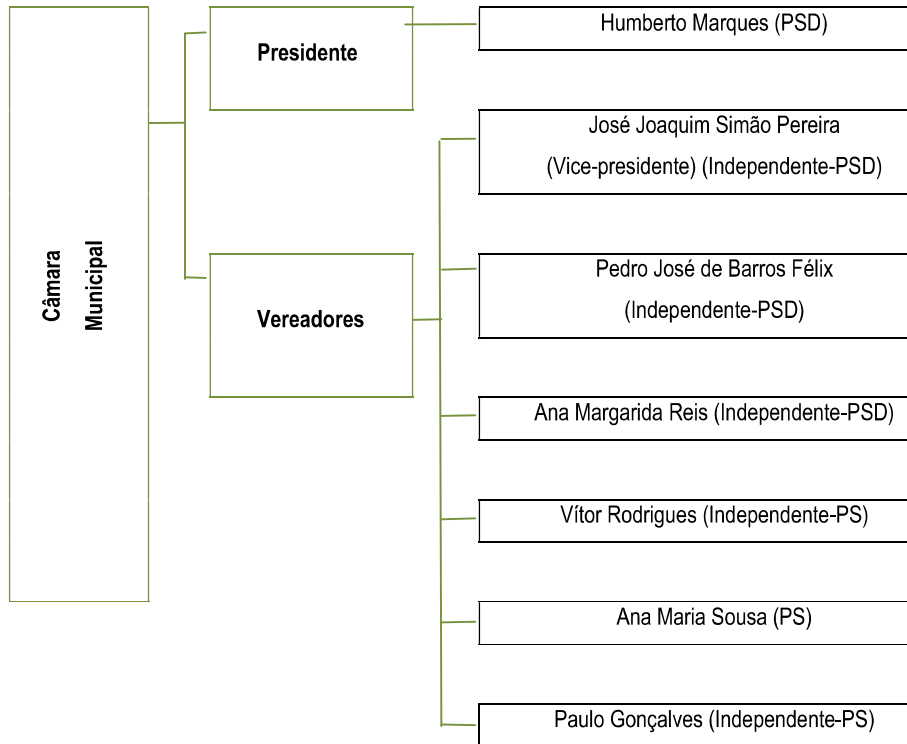 Câmara
Municipal
Presidente
Humberto Marques (PSD)
Vereadores
José Joaquim Simão Pereira
(Vice-presidente) (Independente-PSD)
Pedro José de Barros Félix
(Independente-PSD)
Ana Margarida Reis (Independente-PSD)
Vítor Rodrigues (Independente-PS)
Ana Maria Sousa (PS)
Paulo Gonçalves (Independente-PS)